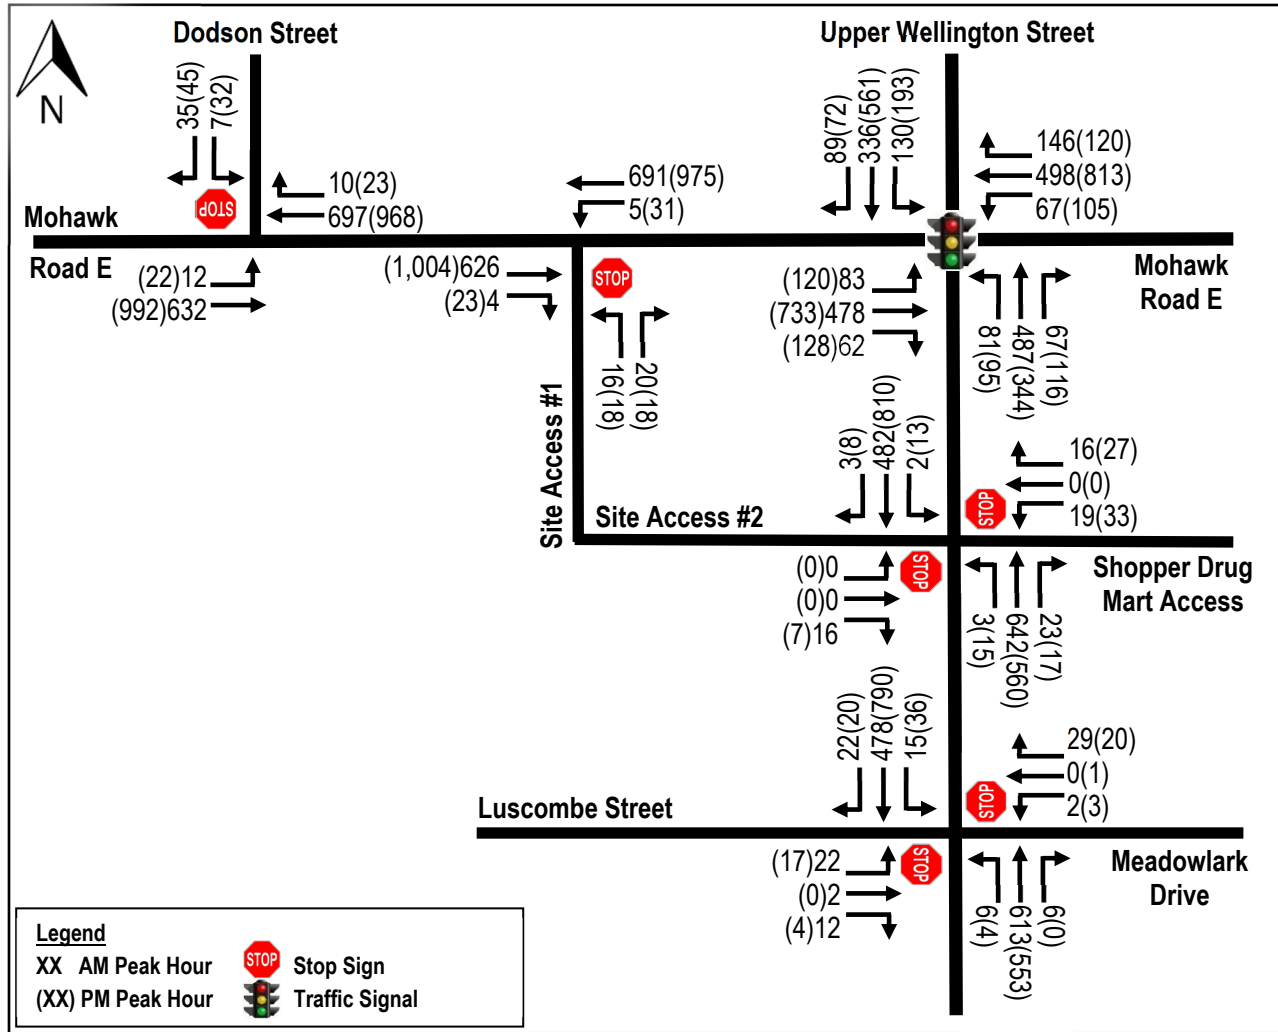 Dodson Street
Upper Wellington Street
N
35(45)
7(32)
STOP
10(23)
697(968)
Mohawk
Road E
(22)12
(992)632
691(975)
5(31)
(1,004)626
(23)4
STOP
16(18)
20(18)
Site Access #1
89(72)
336(561)
130(193)
146(120)
498(813)
67(105)
(120)83
(733)478
(128)62
Mohawk
Road E
81(95)
487(344)
67(116)
3(8)
482(810)
2(13)
16(27)
0(0)
19(33)
STOP
Site Access #2
(0)0
(0)0
(7)16
STOP
Shopper Drug
Mart Access
3(15)
642(560)
23(17)
22(20)
478(790)
15(36)
29(20)
0(1)
2(3)
STOP
Luscombe Street
(17)22
(0)2
(4)12
STOP
Meadowlark
Drive
6(4)
613(553)
6(0)
Legend
XX AM Peak Hour
STOP Stop Sign
(XX) PM Peak Hour
Traffic Signal